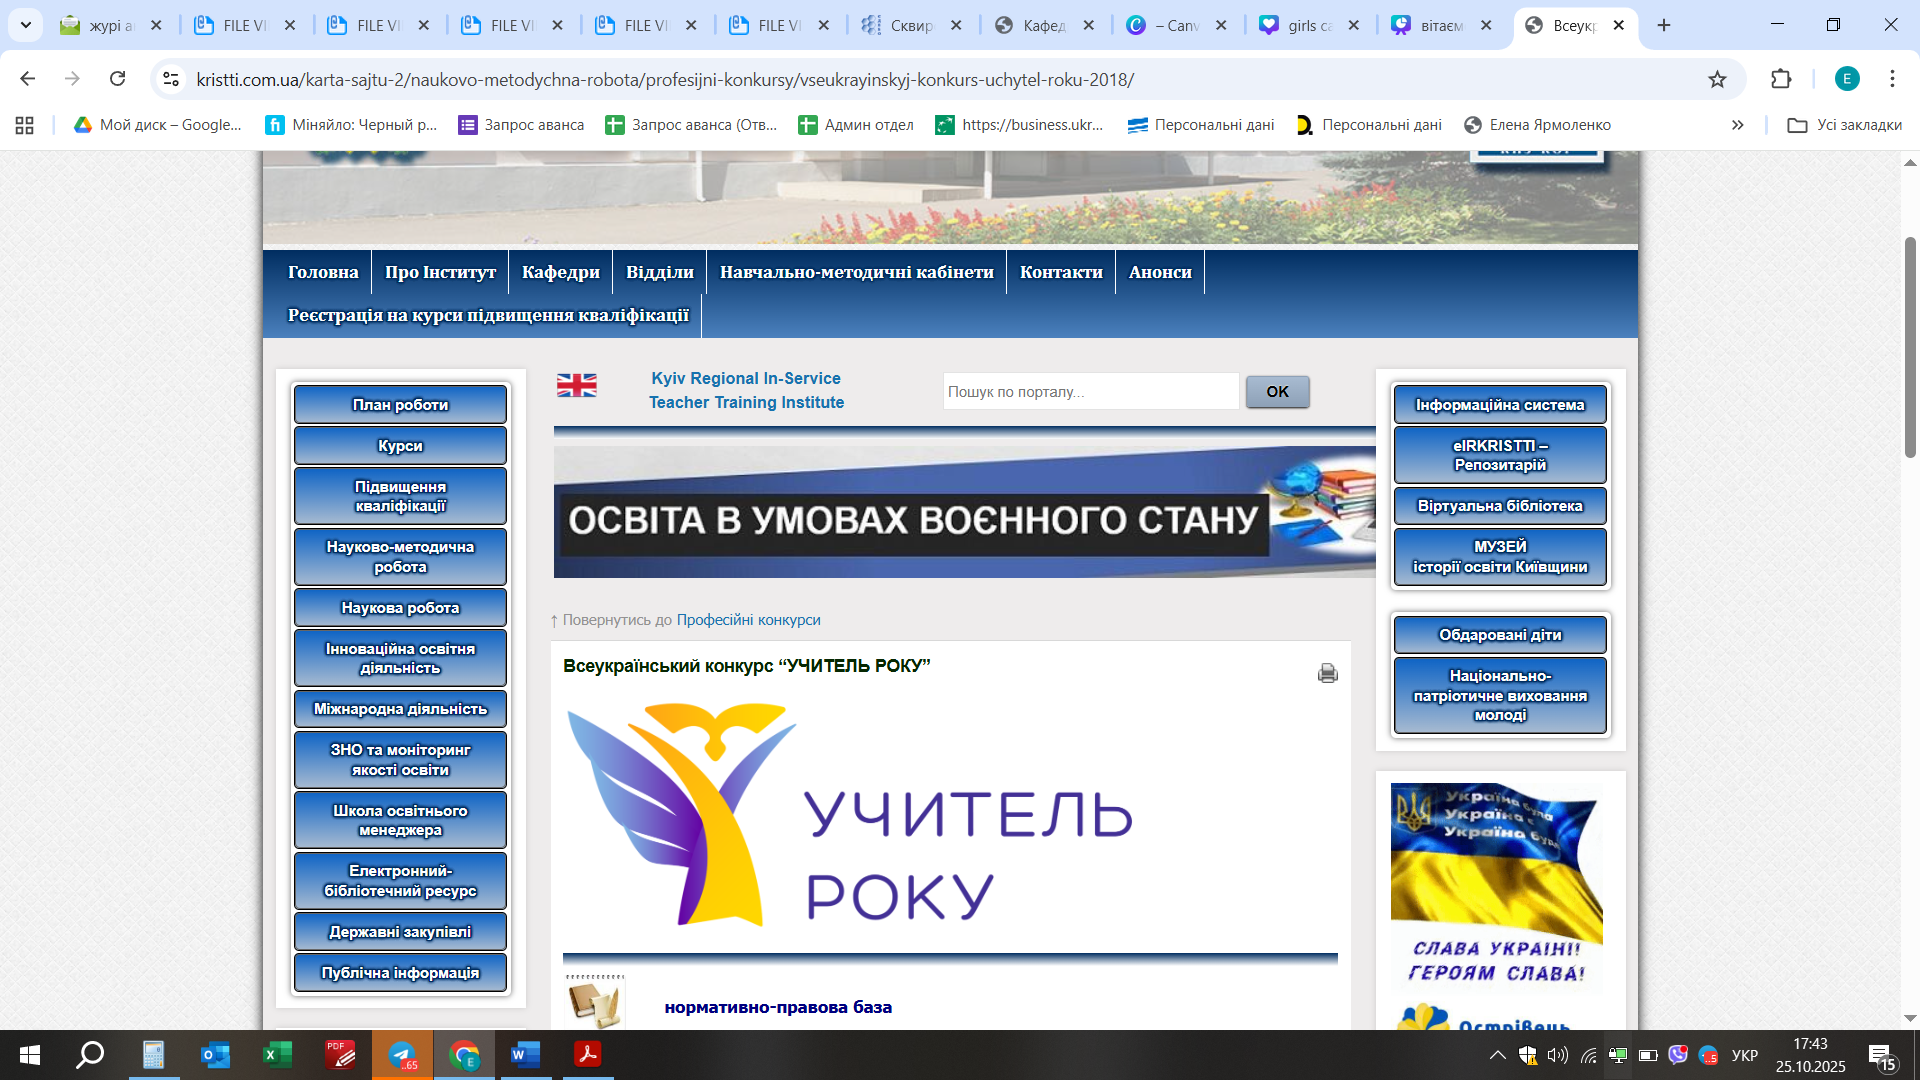 журі а
FILE VI
FILE VI
FILE VI
FILE VI
FILE VI
Сквир
Кафед
– Canv
girls ca
вітаєм
Всеукр
kristti.com.ua/karta-sajtu-2/naukovo-metodychna-robota/profesijni-konkursy/vseukrayinskyj-konkurs-uchytel-roku-2018/
E
Мой диск – Google...
Міняйло: Черный р...
Запрос аванса
Запрос аванса (Отв...
Админ отдел
https://business.ukr...
Персональні дані
Персональні дані
Елена Ярмоленко
»
Усі закладки
Головна
Про Інститут
Кафедри
Відділи
Навчально-методичні кабінети
Контакти
Анонси
Реєстрація на курси підвищення кваліфікації
План роботи
Курси
Підвищення
кваліфікації
Науково-методична
робота
Наукова робота
Інноваційна освітня
діяльність
Міжнародна діяльність
ЗНО та моніторинг
якості освіти
Школа освітнього
менеджера
Електронний-
бібліотечний ресурс
Державні закупівлі
Публічна інформація
Kyiv Regional In-Service
Teacher Training Institute
Пошук по порталу...
OK
ОСВІТА В УМОВАХ ВОЄННОГО СТАНУ
↑ Повернутись до Професійні конкурси
Всеукраїнський конкурс “УЧИТЕЛЬ РОКУ”
УЧИТЕЛЬ
РОКУ
нормативно-правова база
Інформаційна система
eIRKRISTTI –
Репозитарій
Віртуальна бібліотека
МУЗЕЙ
історії освіти Київщини
Обдаровані діти
Національно-
патріотичне виховання
молоді
Україна була
Україна є
Україна буде
СЛАВА УКРАЇНІ!
ГЕРОЯМ СЛАВА!
Острівець
УКР
17:43
25.10.2025
15